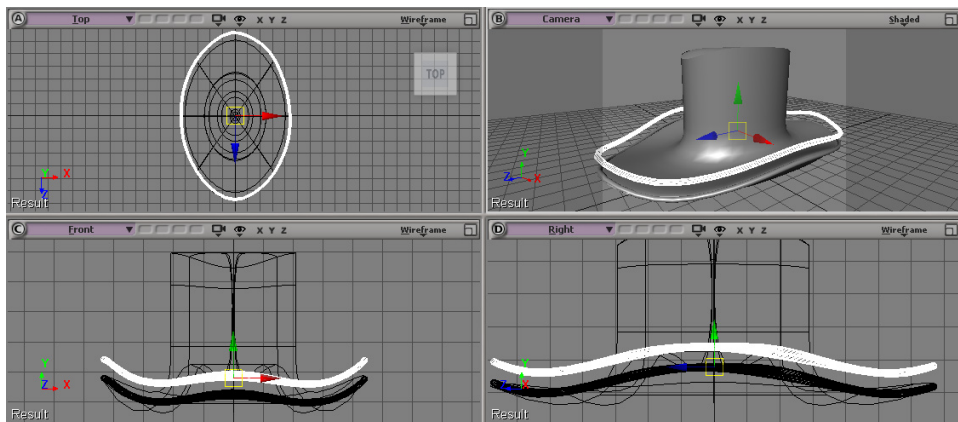 A Top X Y Z Wireframe
TOP
Y X
Z
Result
B Camera X Y Z Shaded
Y
Z X
Result
C Front X Y Z Wireframe
Y
X
Result
D Right X Y Z Wireframe
Y
Z
Result